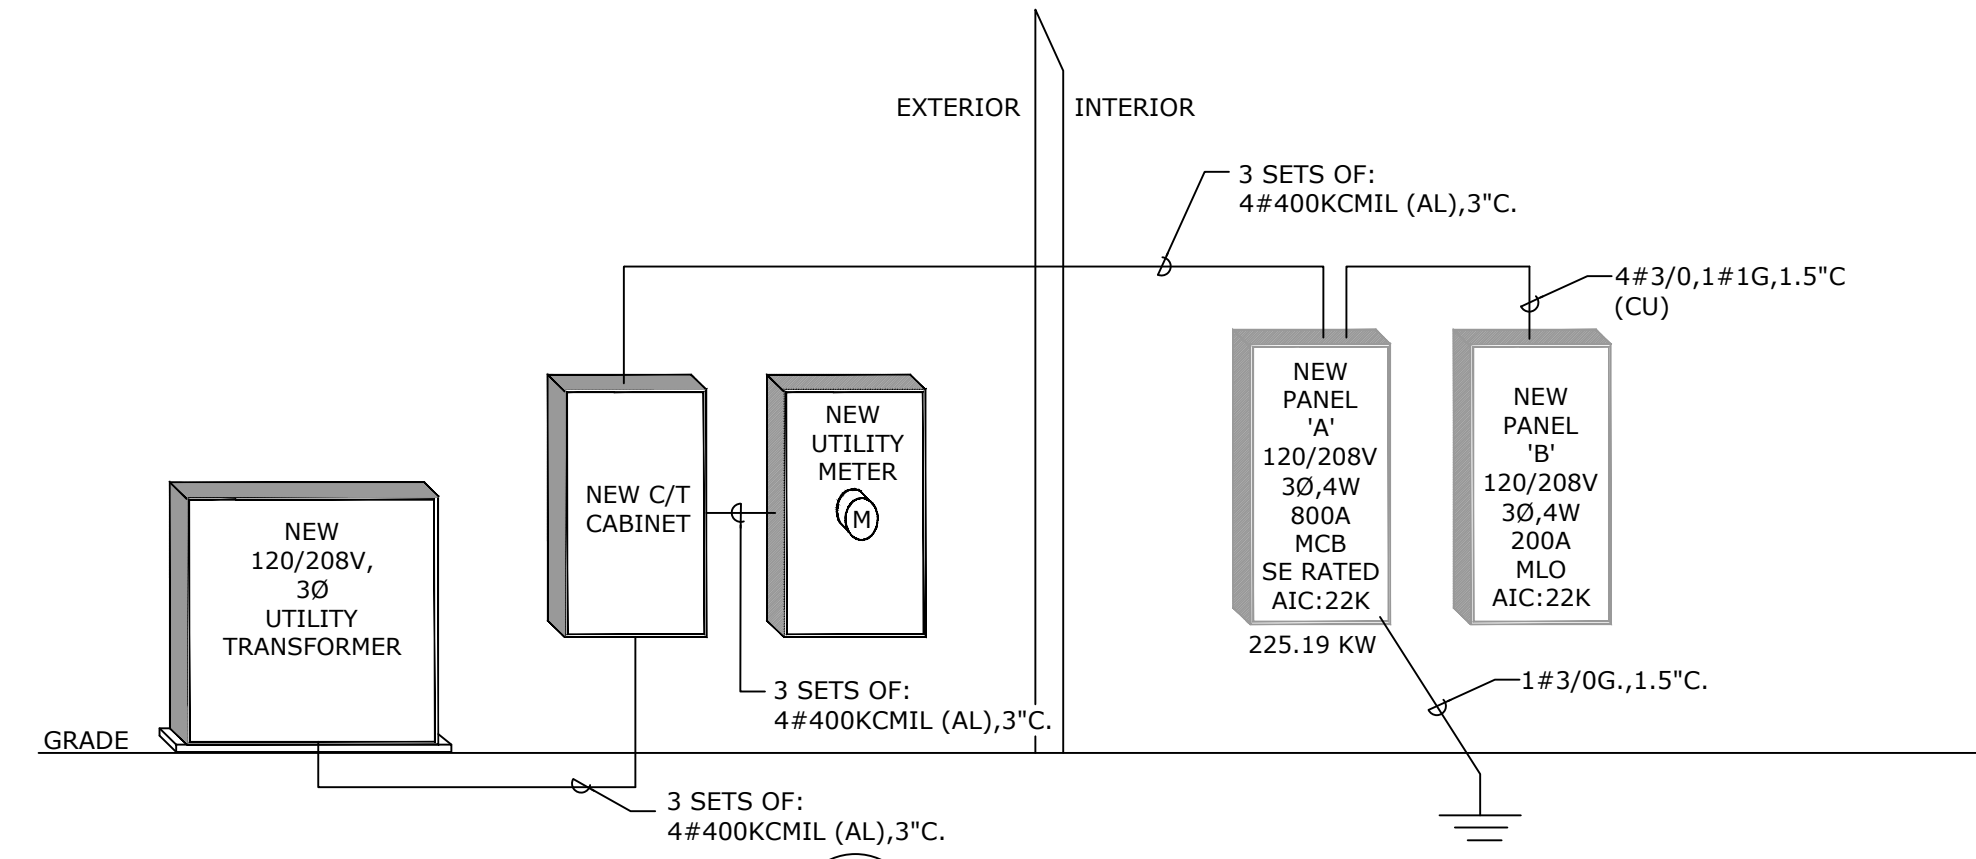 EXTERIOR
INTERIOR
3 SETS OF:
4#400KCMIL (AL),3"C.
4#3/0,1#1G,1.5"C
(CU)
NEW
PANEL
'A'
120/208V
3Ø,4W
800A
MCB
SE RATED
AIC:22K
225.19 KW
NEW
PANEL
'B'
120/208V
3Ø,4W
200A
MLO
AIC:22K
NEW
UTILITY
METER
M
NEW C/T
CABINET
NEW
120/208V,
3Ø
UTILITY
TRANSFORMER
3 SETS OF:
4#400KCMIL (AL),3"C.
1#3/0G.,1.5"C.
GRADE
3 SETS OF:
4#400KCMIL (AL),3"C.